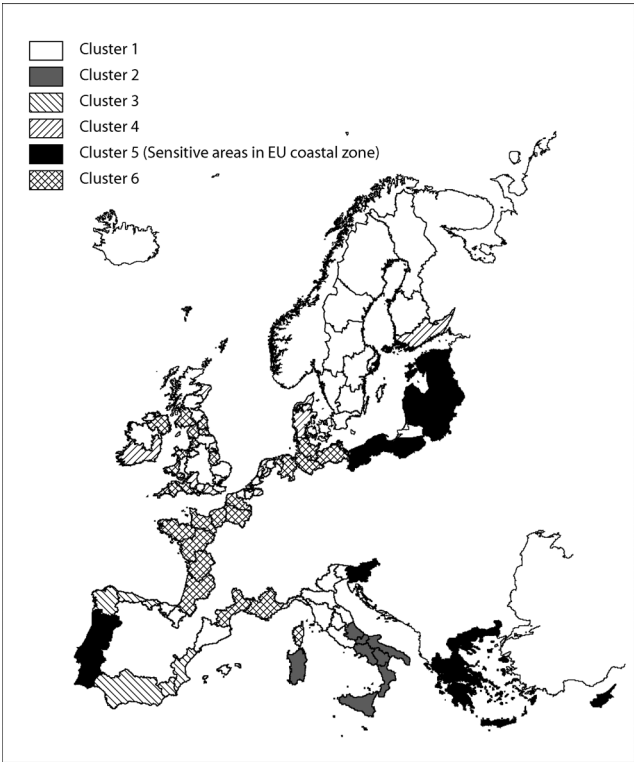 Cluster 1
Cluster 2
Cluster 3
Cluster 4
Cluster 5 (Sensitive areas in EU coastal zone)
Cluster 6